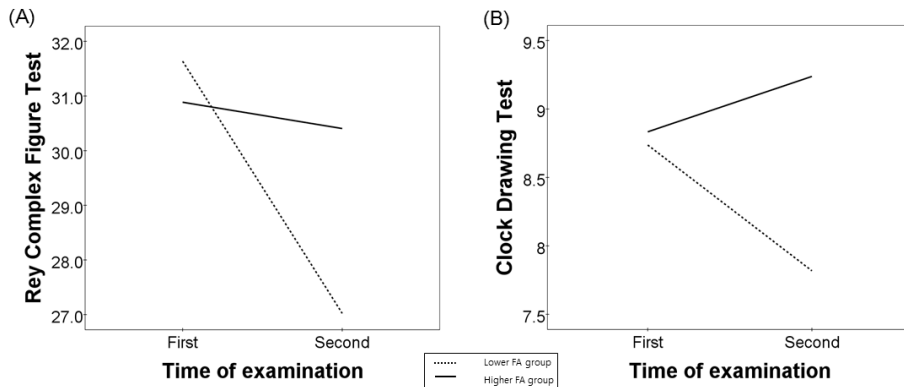 (A)
Rey Complex Figure Test
32.0
31.0
30.0
29.0
28.0
27.0
First
Second
Time of examination
(B)
Clock Drawing Test
9.5
9
8.5
8
7.5
First
Second
Time of examination
Lower FA group
Higher FA group